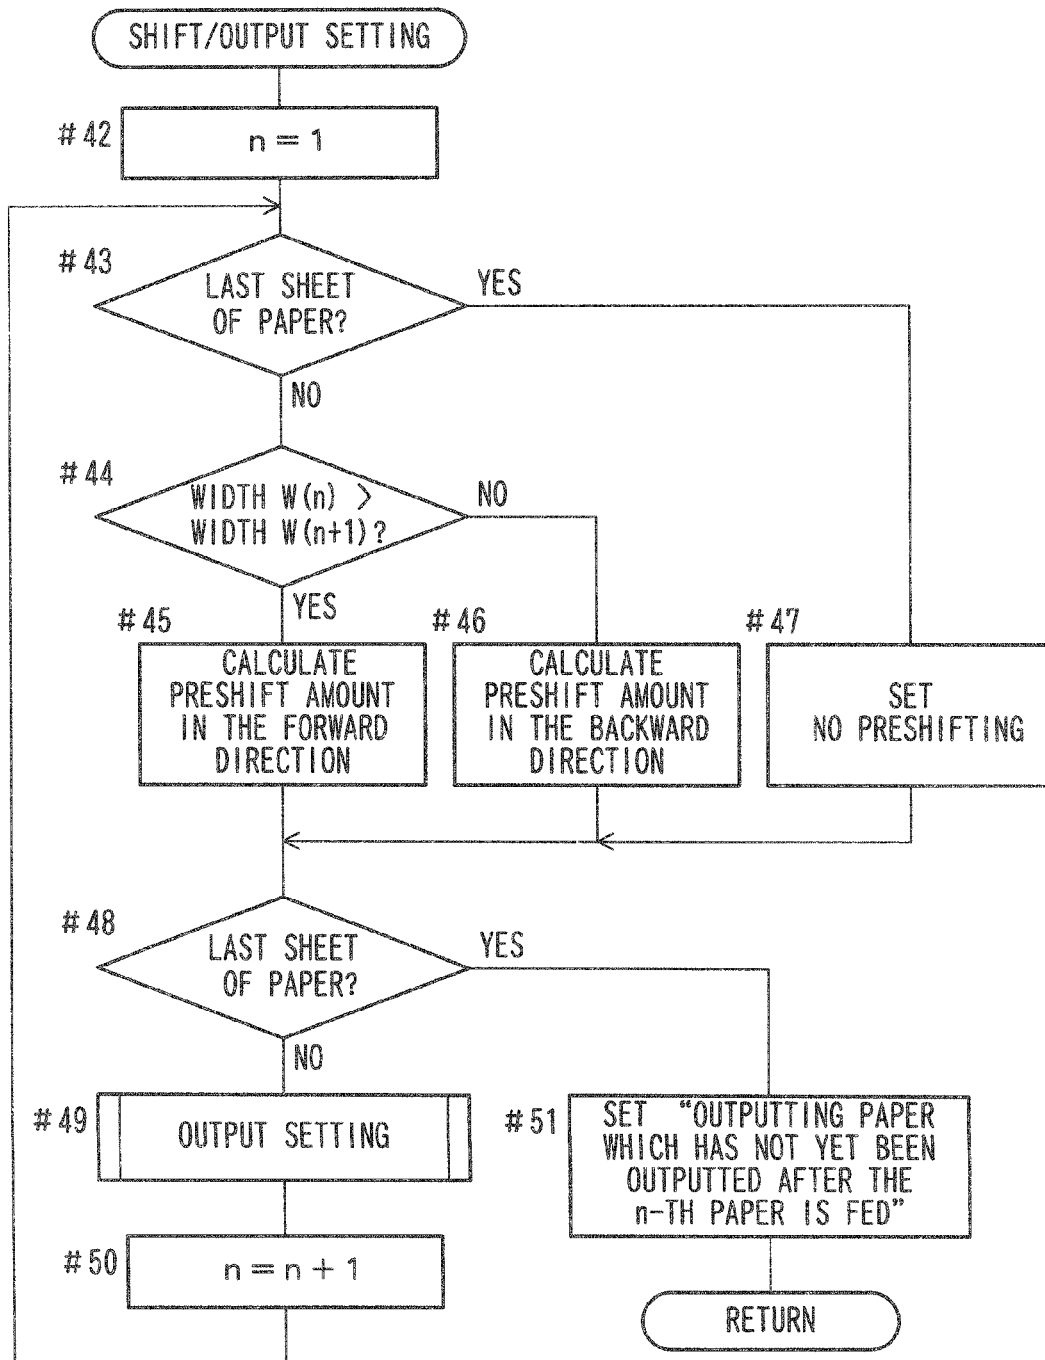 SHIFT/OUTPUT SETTING
#42
n = 1
#43
LAST SHEET
OF PAPER?
YES
NO
#44
WIDTH W(n) >
WIDTH W(n+1)?
NO
YES
#45
CALCULATE
PRESHIFT AMOUNT
IN THE FORWARD
DIRECTION
#46
CALCULATE
PRESHIFT AMOUNT
IN THE BACKWARD
DIRECTION
#47
SET
NO PRESHIFTING
#48
LAST SHEET
OF PAPER?
YES
NO
#49
OUTPUT SETTING
#51
SET "OUTPUTTING PAPER
WHICH HAS NOT YET BEEN
OUTPUTTED AFTER THE
n-TH PAPER IS FED"
#50
n = n + 1
RETURN